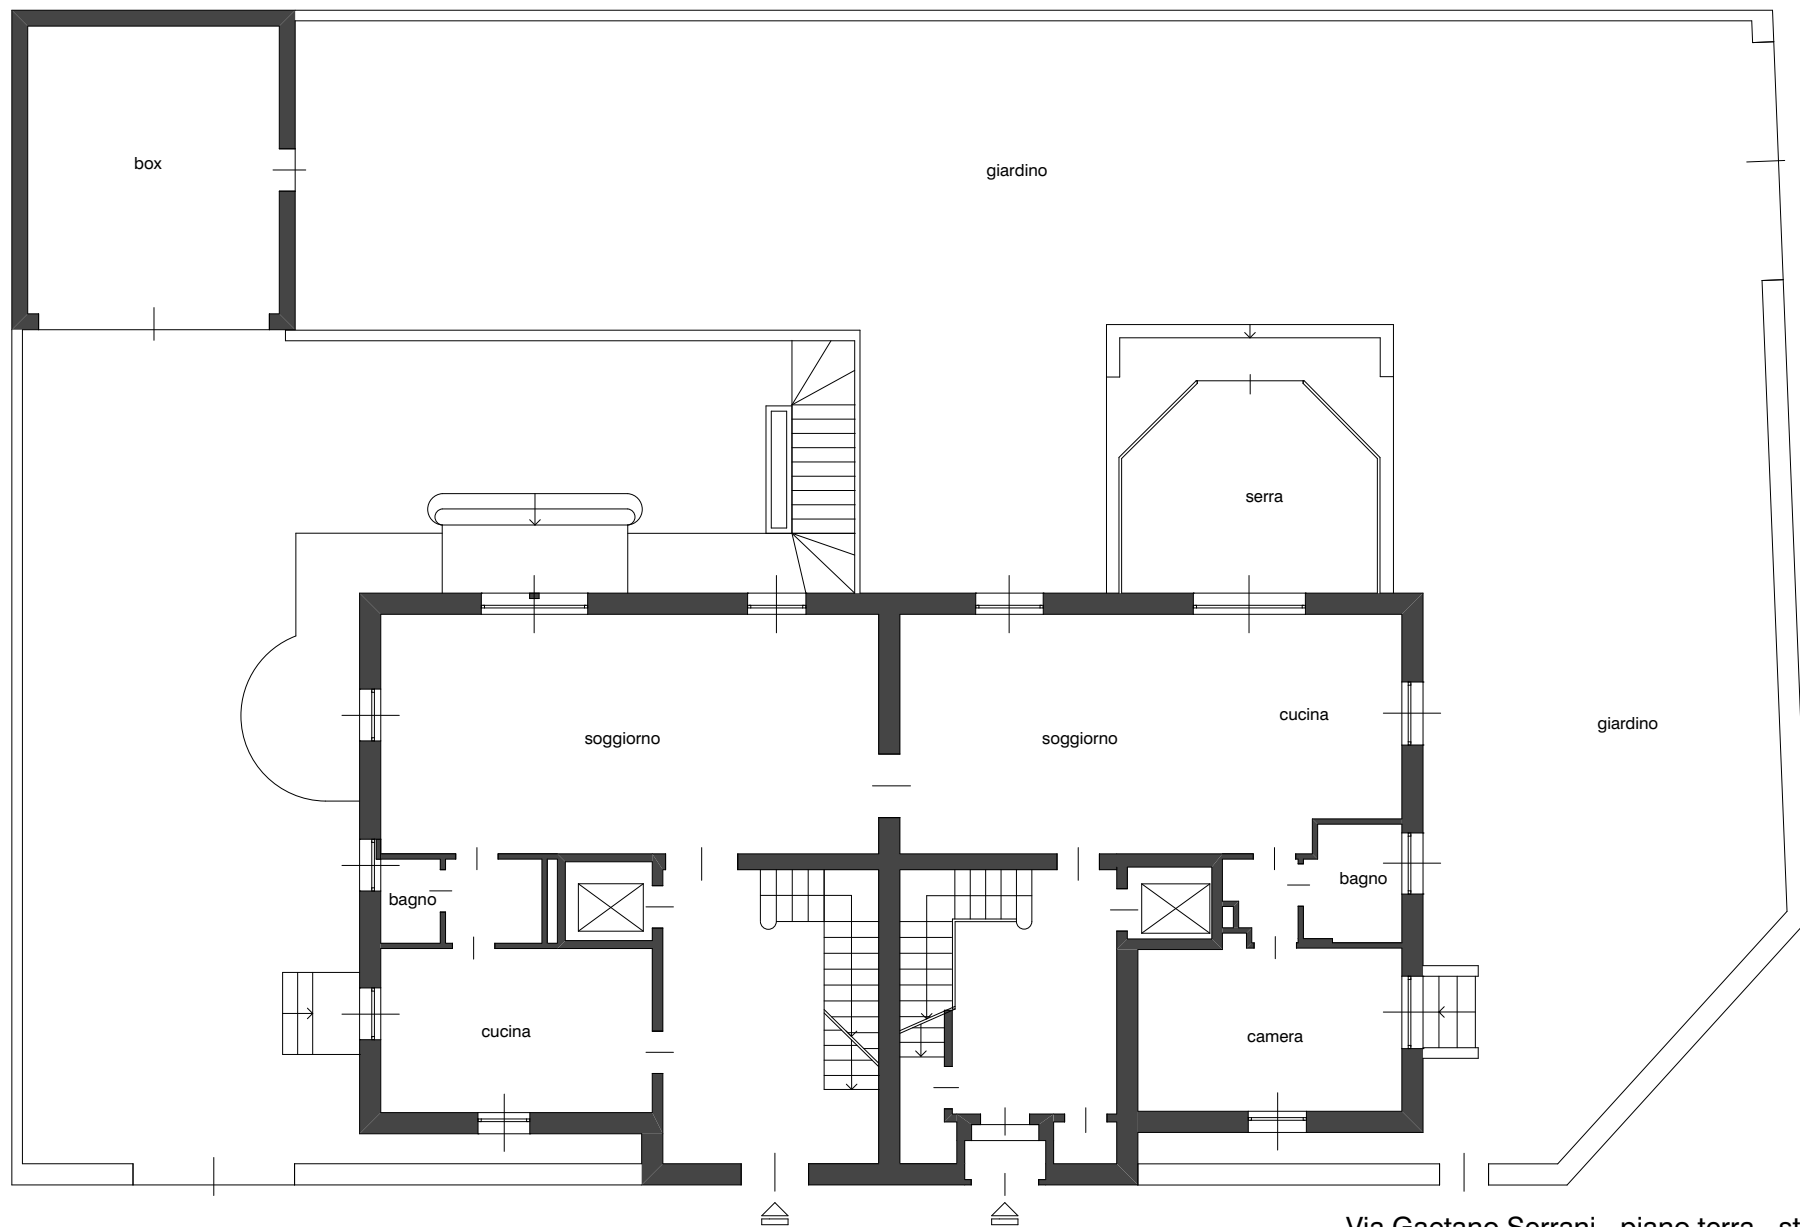 box
giardino
serra
cucina
soggiorno
soggiorno
giardino
bagno
bagno
cucina
camera
Via Gaetano Serrani - piano terra - st